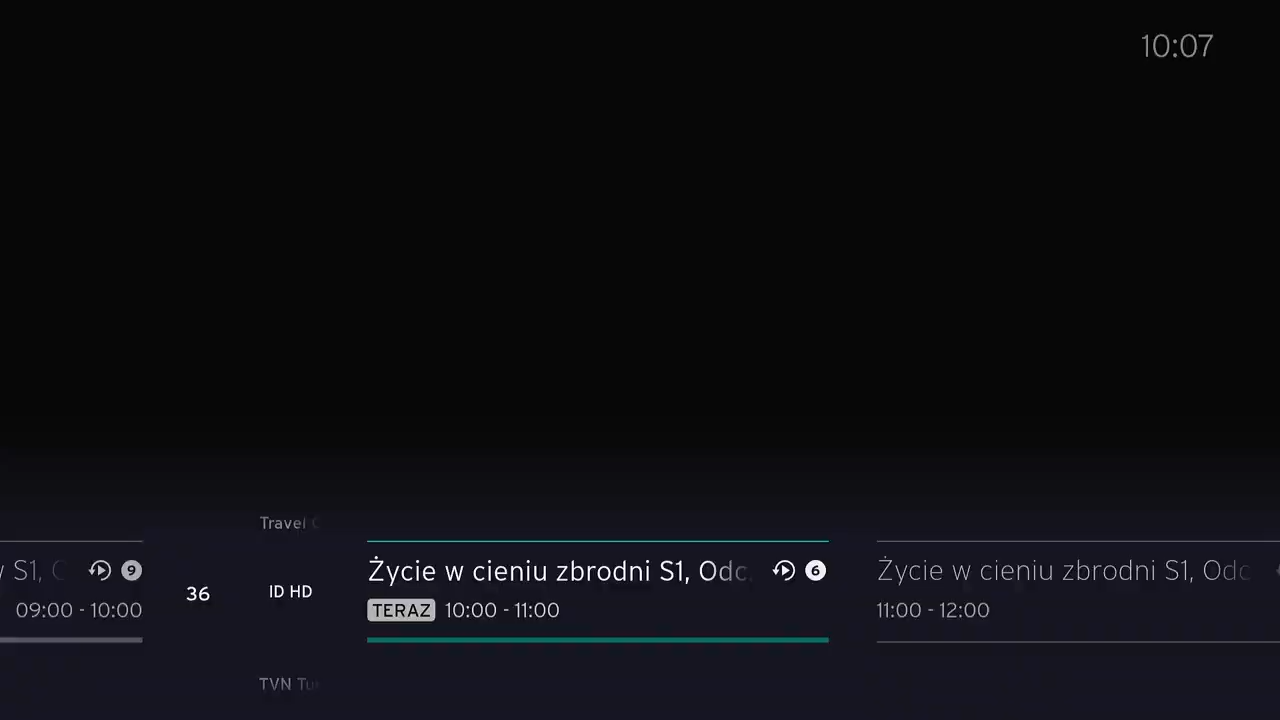 10:07
Travel
S1,
9
09:00 - 10:00
36
ID HD
Życie w cieniu zbrodni S1, Odc.
6
TERAZ 10:00 - 11:00
Życie w cieniu zbrodni S1, Odc
11:00 - 12:00
TVN